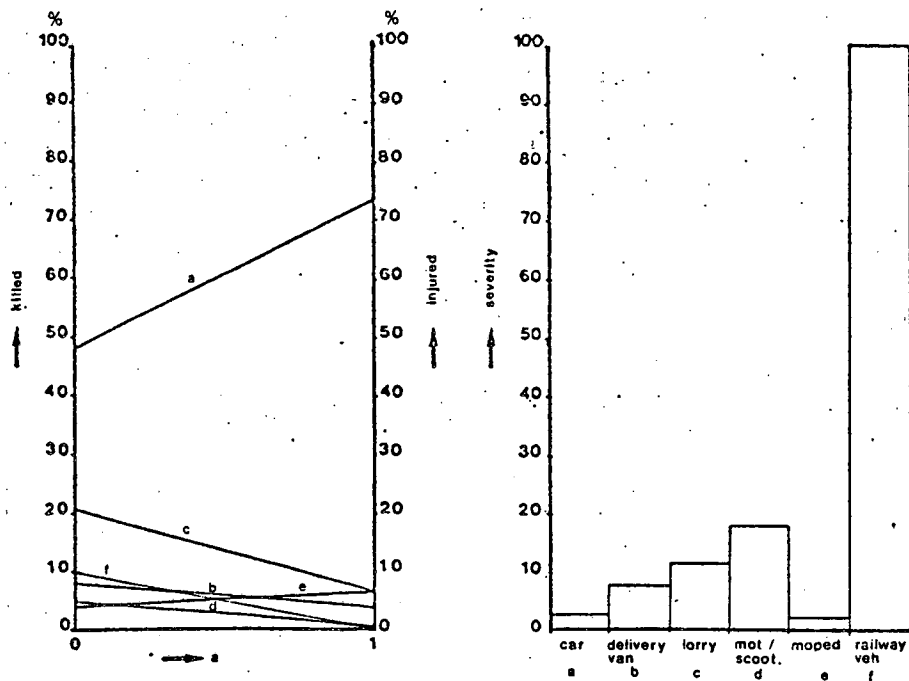 %
100
90
80
70
60
50
40
30
20
10
0
killed
a
c
f
b
e
d
0
1
a
%
100
90
80
70
60
50
40
30
20
10
0
injured
severity
100
90
80
70
60
50
40
30
20
10
0
car
a
delivery
van
b
lorry
c
mot /
scoot.
d
moped
e
railway
veh
f